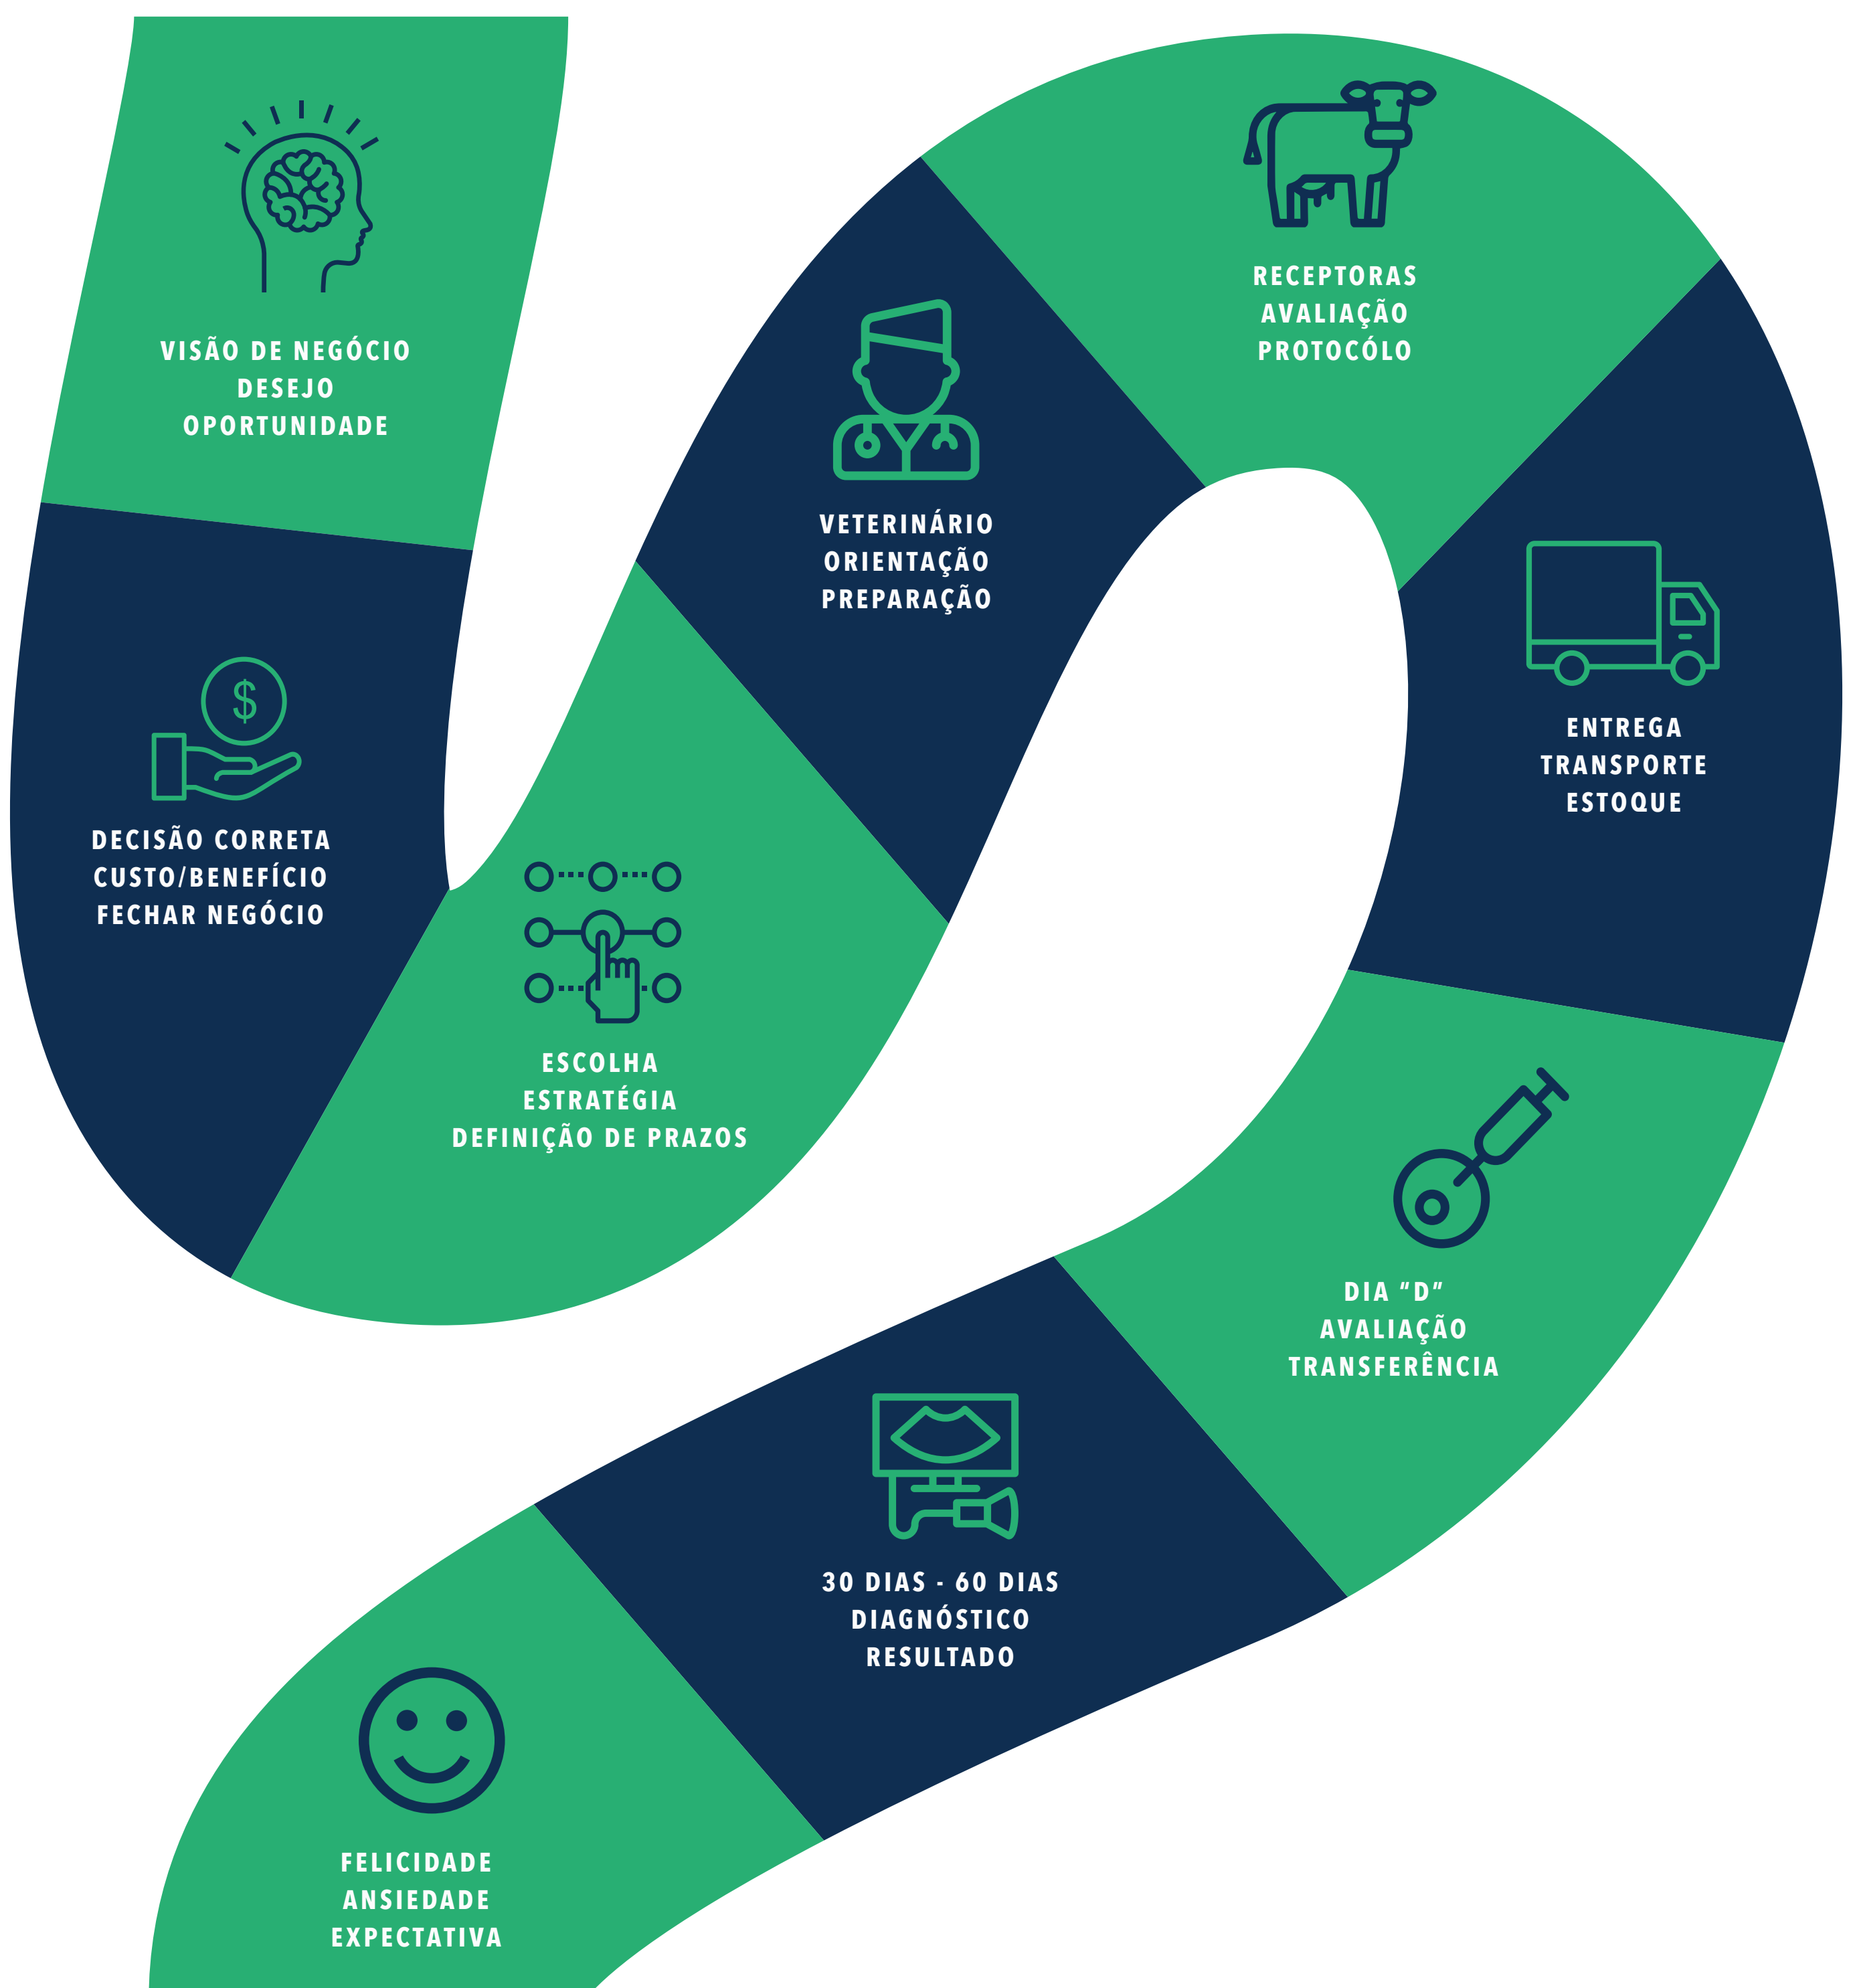 VISÃO DE NEGÓCIO
DESEJO
OPORTUNIDADE
$
DECISÃO CORRETA
CUSTO/BENEFÍCIO
FECHAR NEGÓCIO
ESCOLHA
ESTRATÉGIA
DEFINIÇÃO DE PRAZOS
VETERINÁRIO
ORIENTAÇÃO
PREPARAÇÃO
RECEPTORAS
AVALIAÇÃO
PROTOCÓLO
ENTREGA
TRANSPORTE
ESTOQUE
DIA "D"
AVALIAÇÃO
TRANSFERÊNCIA
30 DIAS - 60 DIAS
DIAGNÓSTICO
RESULTADO
FELICIDADE
ANSIEDADE
EXPECTATIVA